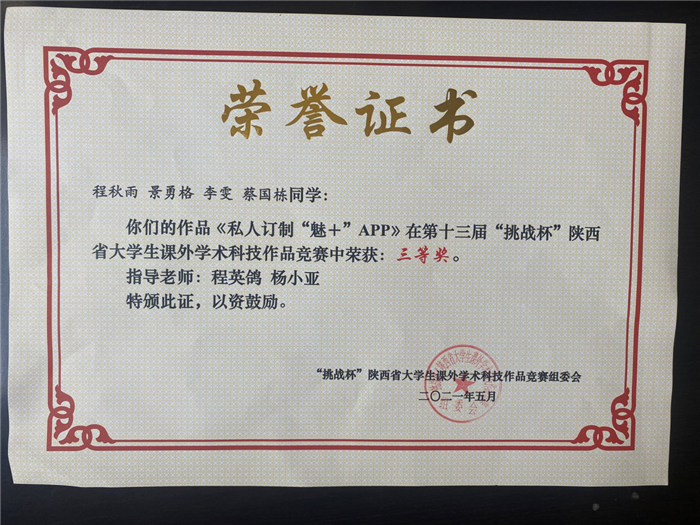 荣誉证书
程秋雨 景勇格 李雯 蔡国栋同学：
你们的作品《私人订制“魅＋”APP》在第十三届“挑战杯”陕西
省大学生课外学术科技作品竞赛中荣获：三等奖。
指导老师：程英鸽 杨小亚
特颁此证，以资鼓励。
“挑战杯”陕西省大学生课外学术科技作品竞赛组委会
二〇二一年五月
组委会